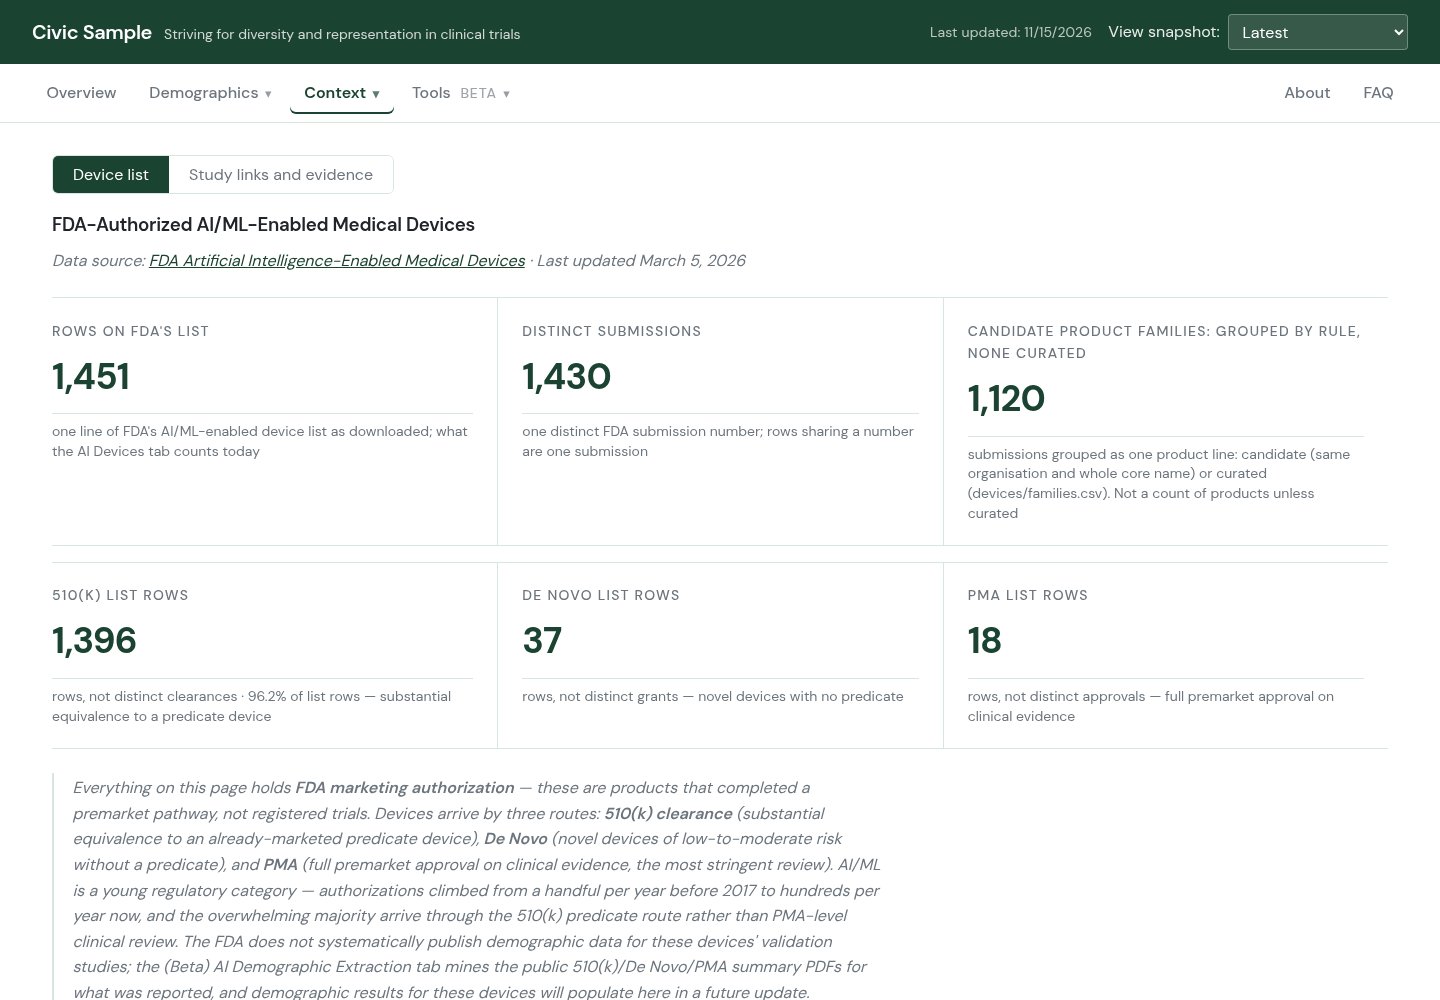 Civic Sample Striving for diversity and representation in clinical trials Last updated: 11/15/2026 View snapshot: Latest
Overview Demographics ▾ Context ▾ Tools BETA ▾ About FAQ
Device list Study links and evidence
FDA-Authorized AI/ML-Enabled Medical Devices
Data source: FDA Artificial Intelligence-Enabled Medical Devices · Last updated March 5, 2026
ROWS ON FDA'S LIST
1,451
one line of FDA's AI/ML-enabled device list as downloaded; what
the AI Devices tab counts today
DISTINCT SUBMISSIONS
1,430
one distinct FDA submission number; rows sharing a number
are one submission
CANDIDATE PRODUCT FAMILIES: GROUPED BY RULE,
NONE CURATED
1,120
submissions grouped as one product line: candidate (same
organisation and whole core name) or curated
(devices/families.csv). Not a count of products unless
curated
510(K) LIST ROWS
1,396
rows, not distinct clearances · 96.2% of list rows — substantial
equivalence to a predicate device
DE NOVO LIST ROWS
37
rows, not distinct grants — novel devices with no predicate
PMA LIST ROWS
18
rows, not distinct approvals — full premarket approval on
clinical evidence
Everything on this page holds FDA marketing authorization — these are products that completed a
premarket pathway, not registered trials. Devices arrive by three routes: 510(k) clearance (substantial
equivalence to an already-marketed predicate device), De Novo (novel devices of low-to-moderate risk
without a predicate), and PMA (full premarket approval on clinical evidence, the most stringent review). AI/ML
is a young regulatory category — authorizations climbed from a handful per year before 2017 to hundreds per
year now, and the overwhelming majority arrive through the 510(k) predicate route rather than PMA-level
clinical review. The FDA does not systematically publish demographic data for these devices' validation
studies; the (Beta) AI Demographic Extraction tab mines the public 510(k)/De Novo/PMA summary PDFs for
what was reported, and demographic results for these devices will populate here in a future update.